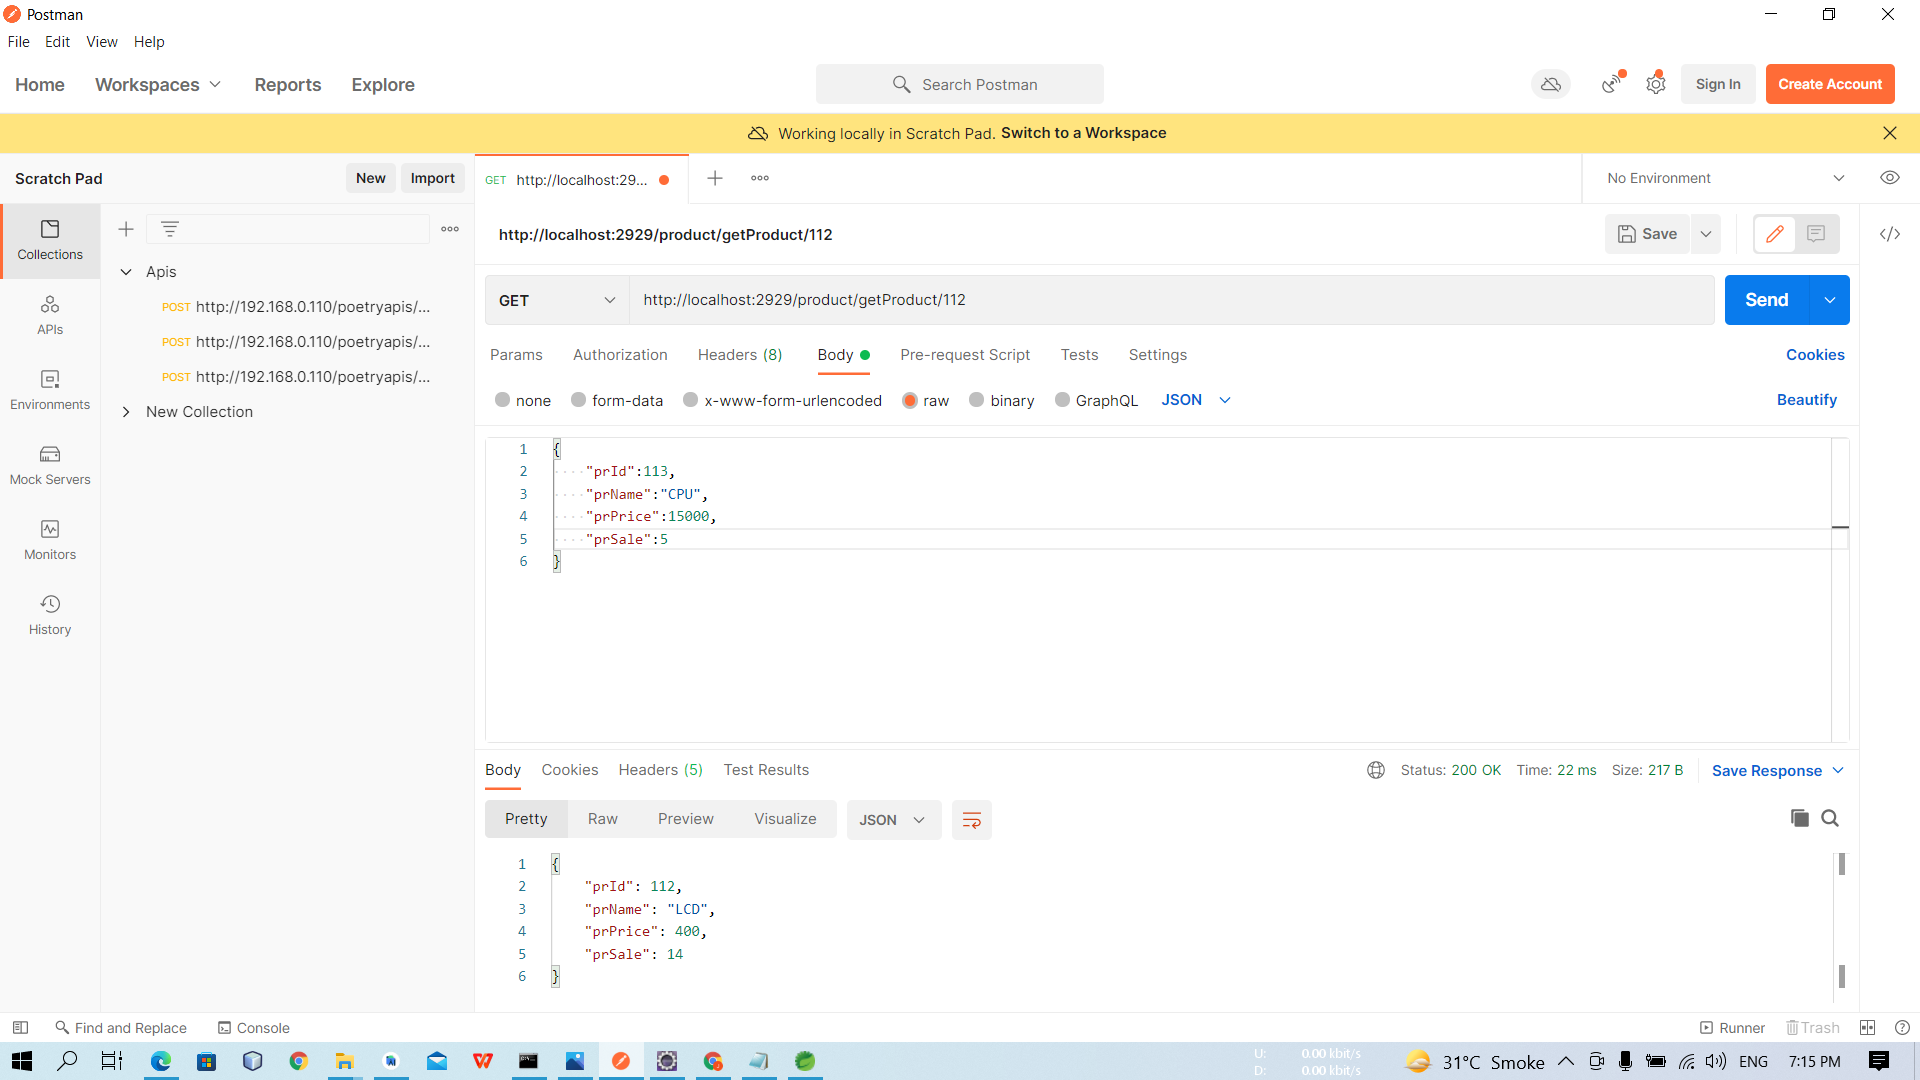 Postman
File Edit View Help
Home Workspaces Reports Explore
Search Postman
Sign In Create Account
Working locally in Scratch Pad. Switch to a Workspace
Scratch Pad New Import
GET http://localhost:29...
No Environment
Collections
APIs
Environments
Mock Servers
Monitors
History
Apis
POST http://192.168.0.110/poetryapis/...
POST http://192.168.0.110/poetryapis/...
POST http://192.168.0.110/poetryapis/...
New Collection
http://localhost:2929/product/getProduct/112
Save
GET http://localhost:2929/product/getProduct/112 Send
Params Authorization Headers (8) Body Pre-request Script Tests Settings Cookies
none form-data x-www-form-urlencoded raw binary GraphQL JSON Beautify
1 {
2 "prId":113,
3 "prName":"CPU",
4 "prPrice":15000,
5 "prSale":5
6 }
Body Cookies Headers (5) Test Results Status: 200 OK Time: 22 ms Size: 217 B Save Response
Pretty Raw Preview Visualize JSON
1 {
2 "prId": 112,
3 "prName": "LCD",
4 "prPrice": 400,
5 "prSale": 14
6 }
Find and Replace Console Runner Trash
U: 0.00 kbit/s
D: 0.00 kbit/s
31°C Smoke ENG 7:15 PM